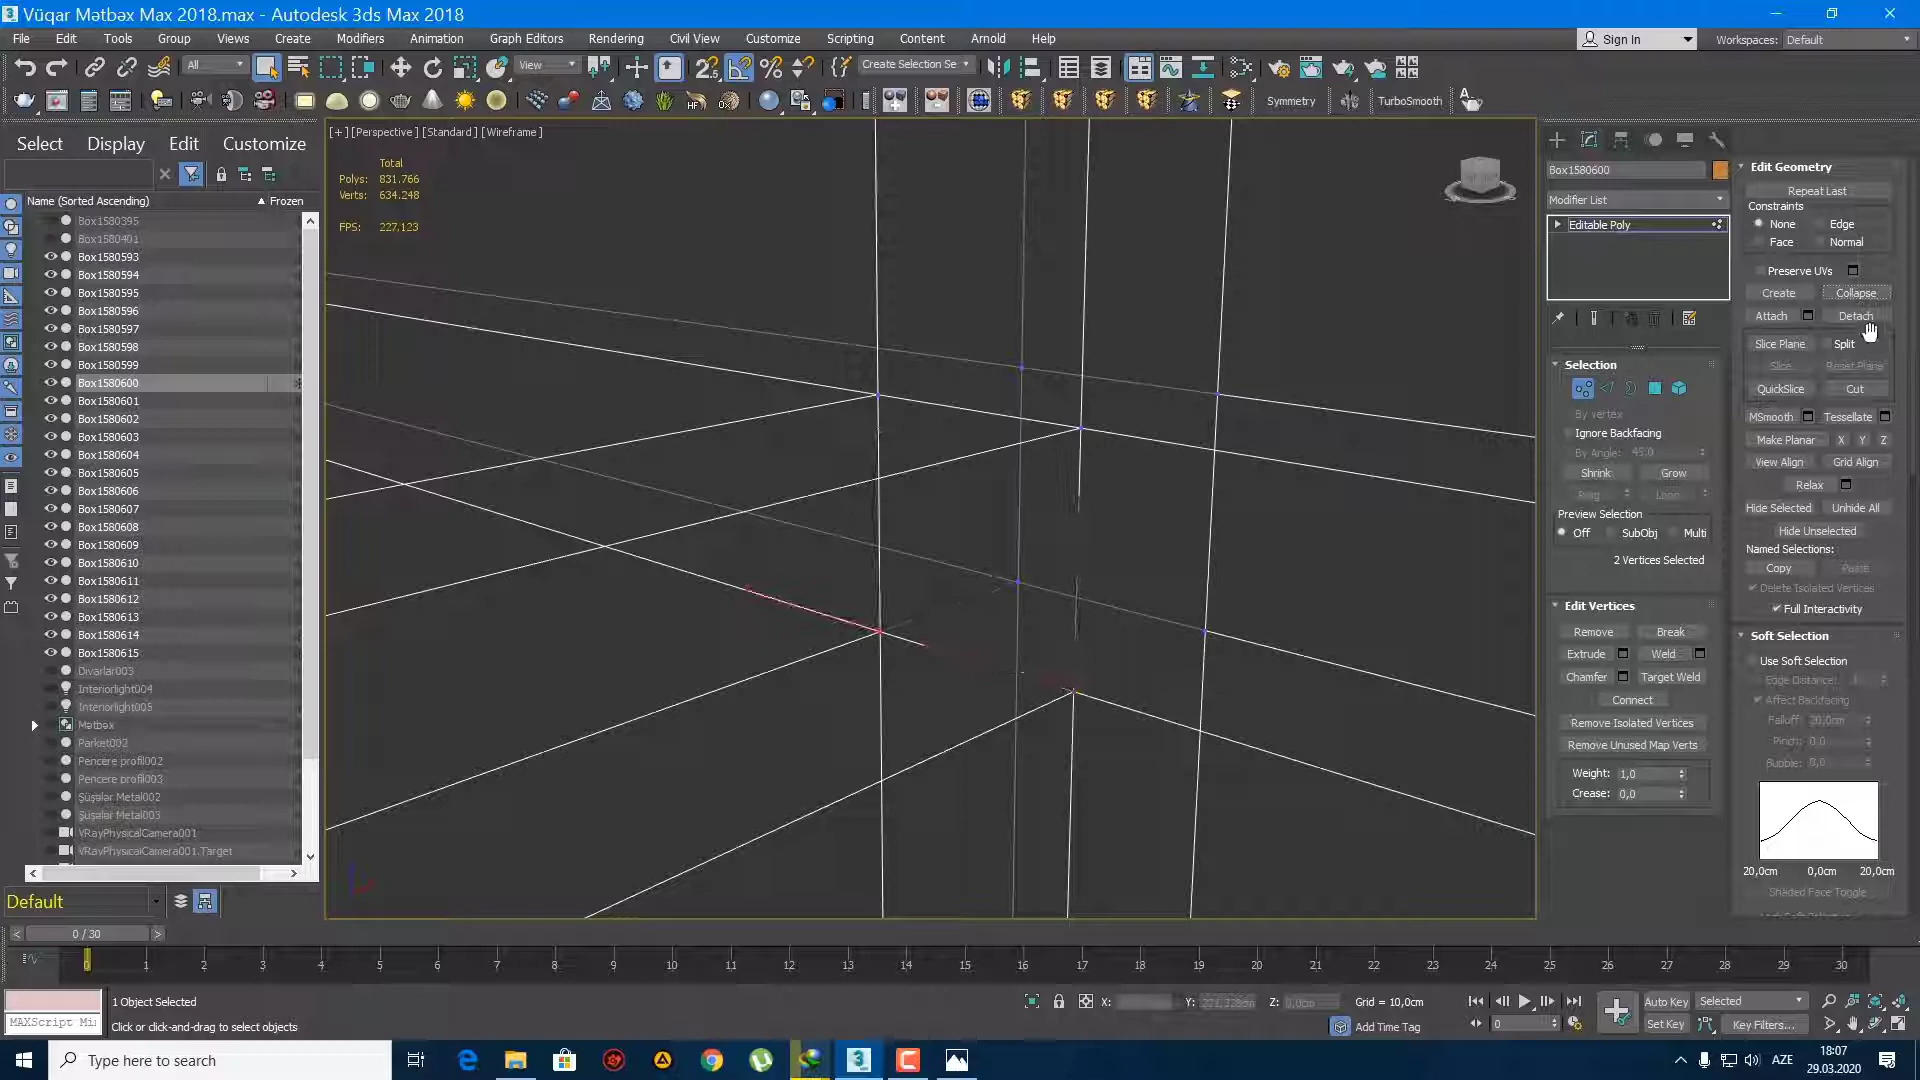 Vüqar Mətbəx Max 2018.max - Autodesk 3ds Max 2018
File Edit Tools Group Views Create Modifiers Animation Graph Editors Rendering Civil View Customize Scripting Content Arnold Help
Sign In
Workspaces: Default
All
View
Create Selection Se
HF
Symmetry
TurboSmooth
Select Display Edit Customize
Name (Sorted Ascending)
Frozen
Box1580395
Box1580401
Box1580593
Box1580594
Box1580595
Box1580596
Box1580597
Box1580598
Box1580599
Box1580600
Box1580601
Box1580602
Box1580603
Box1580604
Box1580605
Box1580606
Box1580607
Box1580608
Box1580609
Box1580610
Box1580611
Box1580612
Box1580613
Box1580614
Box1580615
Divarlar003
Interiorlight004
Interiorlight005
Mətbəx
Parket002
Pencere profil002
Pencere profil003
Şüşələr Metal002
Şüşələr Metal003
VRayPhysicalCamera001
VRayPhysicalCamera001.Target
Default
[+] [Perspective ] [Standard ] [Wireframe ]
Total
Polys: 831.766
Verts: 634.248
FPS: 227,123
Box1580600
Modifier List
Editable Poly
Selection
By vertex
Ignore Backfacing
By Angle: 45.0
Shrink Grow
Ring Loop
Preview Selection
Off SubObj Multi
2 Vertices Selected
Edit Vertices
Remove Break
Extrude Weld
Chamfer Target Weld
Connect
Remove Isolated Vertices
Remove Unused Map Verts
Weight: 1,0
Crease: 0,0
Edit Geometry
Repeat Last
Constraints
None Edge
Face Normal
Preserve UVs
Create Collapse
Attach Detach
Slice Plane Split
Slice Reset Plane
QuickSlice Cut
MSmooth Tessellate
Make Planar X Y Z
View Align Grid Align
Relax
Hide Selected Unhide All
Hide Unselected
Named Selections:
Copy Paste
Delete Isolated Vertices
Full Interactivity
Soft Selection
Use Soft Selection
Edge Distance: 1
Affect Backfacing
Falloff: 20,0cm
Pinch: 0,0
Bubble: 0,0
20,0cm 0,0cm 20,0cm
Shaded Face Toggle
0 / 30
0 1 2 3 4 5 6 7 8 9 10 11 12 13 14 15 16 17 18 19 20 21 22 23 24 25 26 27 28 29 30
1 Object Selected
MAXScript Mi
Click or click-and-drag to select objects
X: Y: Z: 0,0cm
Grid = 10,0cm
Add Time Tag
0
Auto Key Selected
Set Key Key Filters...
Type here to search
AZE
18:07
29.03.2020